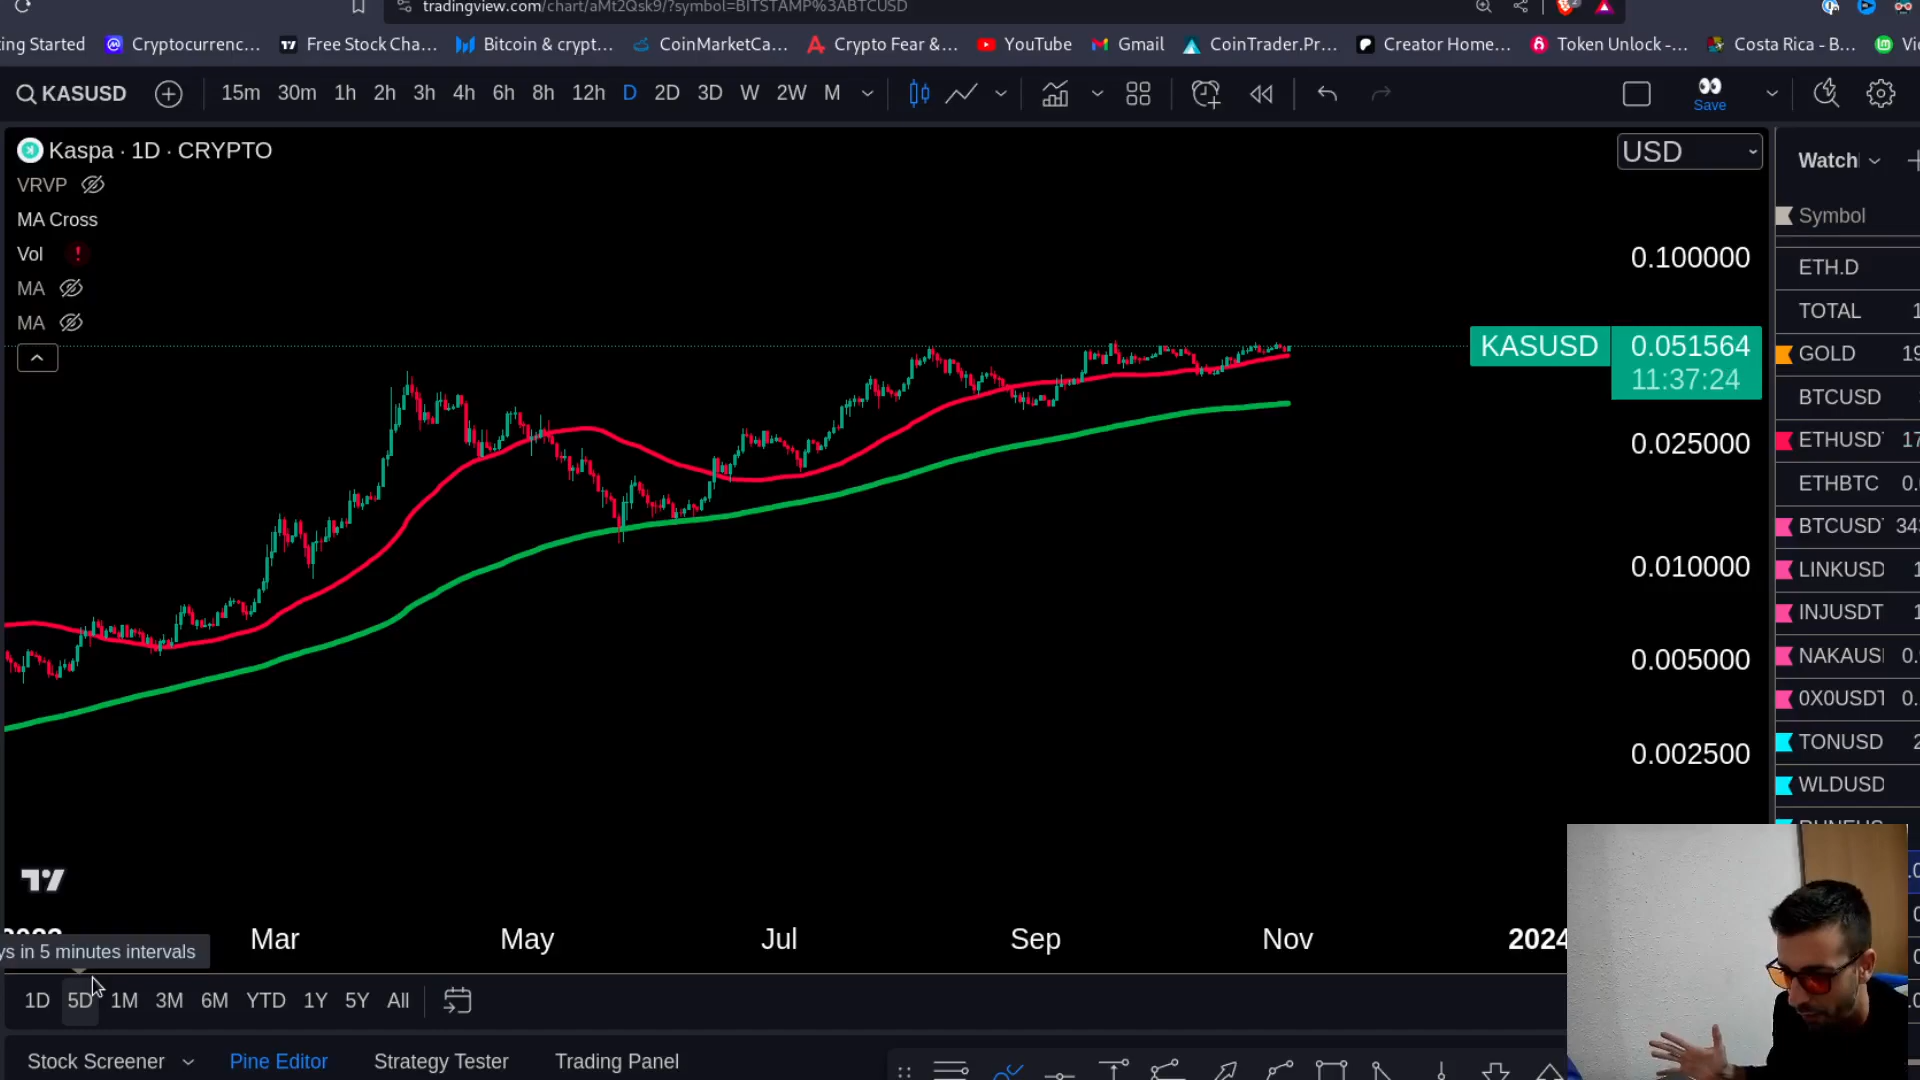 tradingview.com/chart/aMt2Qsk9/?symbol=BITSTAMP%3ABTCUSD
ing Started Cryptocurrenc... Free Stock Cha... Bitcoin & crypt... CoinMarketCa... Crypto Fear &... YouTube Gmail CoinTrader.Pr... Creator Home... Token Unlock -... Costa Rica - B...
KASUSD 15m 30m 1h 2h 3h 4h 6h 8h 12h D 2D 3D W 2W M Save
Kaspa · 1D · CRYPTO
USD
Watch
VRVP
MA Cross
Symbol
Vol
0.100000
ETH.D
MA
TOTAL
MA
KASUSD 0.051564
11:37:24
GOLD
BTCUSD
0.025000
ETHUSD
ETHBTC
BTCUSD
0.010000
LINKUSD
INJUSDT
0.005000
NAKAUS
0X0USDT
0.002500
TONUSD
WLDUSD
Mar May Jul Sep Nov 2024
ys in 5 minutes intervals
1D 5D 1M 3M 6M YTD 1Y 5Y All
Stock Screener Pine Editor Strategy Tester Trading Panel